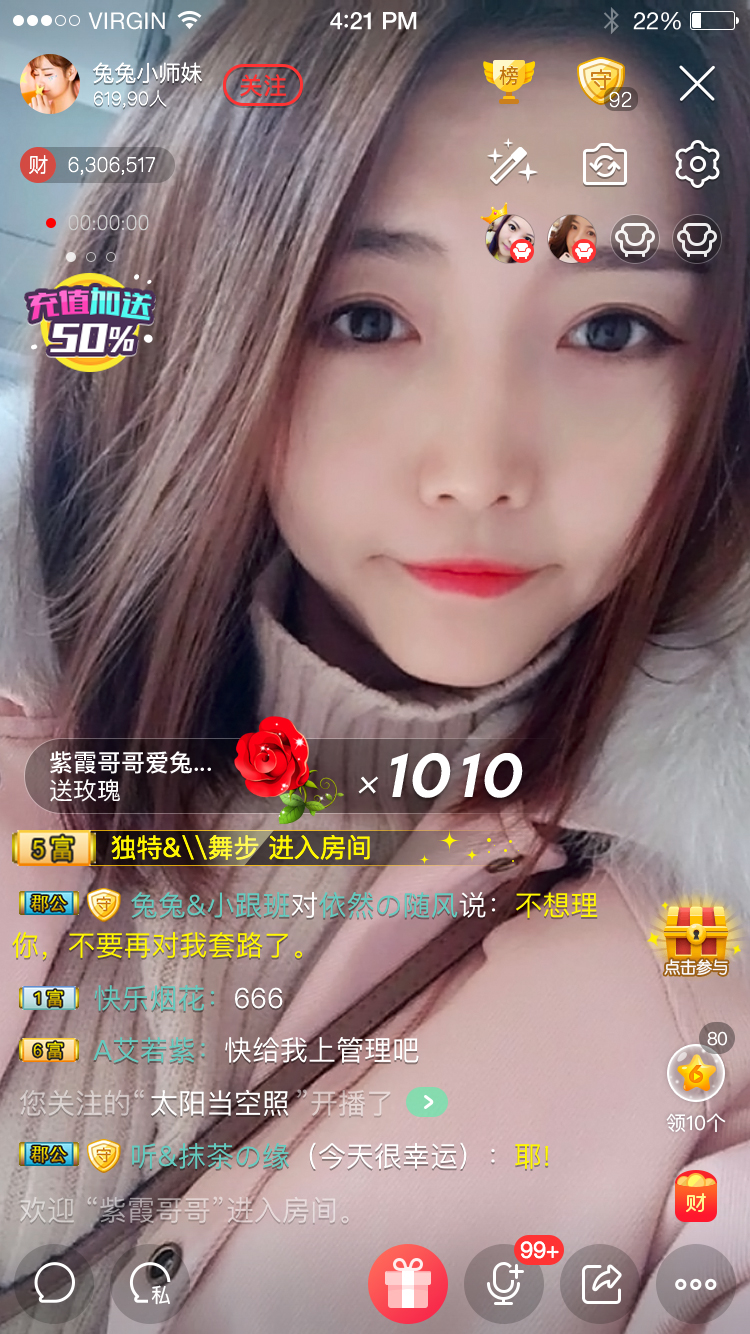 VIRGIN 4:21 PM 22%
兔兔小师妹
619,90人
关注
榜
守
92
财 6,306,517
00:00:00
充值加送
50%
紫霞哥哥爱兔...
送玫瑰
×1010
5富 独特&\\舞步 进入房间
郡公 守 兔兔&小跟班对依然の随风说：不想理
你，不要再对我套路了。
点击参与
1富 快乐烟花：666
6富 A艾若紫：快给我上管理吧
80
6
领10个
您关注的“太阳当空照”开播了
郡公 守 听&抹茶の缘（今天很幸运）：耶!
财
欢迎 “紫霞哥哥”进入房间。
私
99+